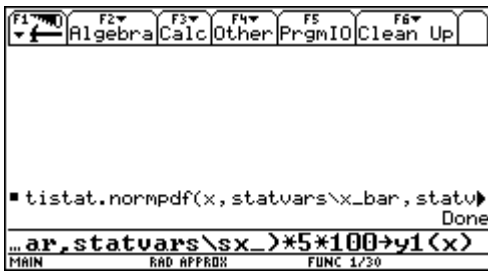 F1 F2 Algebra F3 Calc F4 Other F5 PrgmIO F6 Clean Up
▪ tistat.normpdf(x,statvars\x_bar,statv▶
Done
…ar,statvars\sx_)*5*100→y1(x)
MAIN RAD APPROX FUNC 1/30